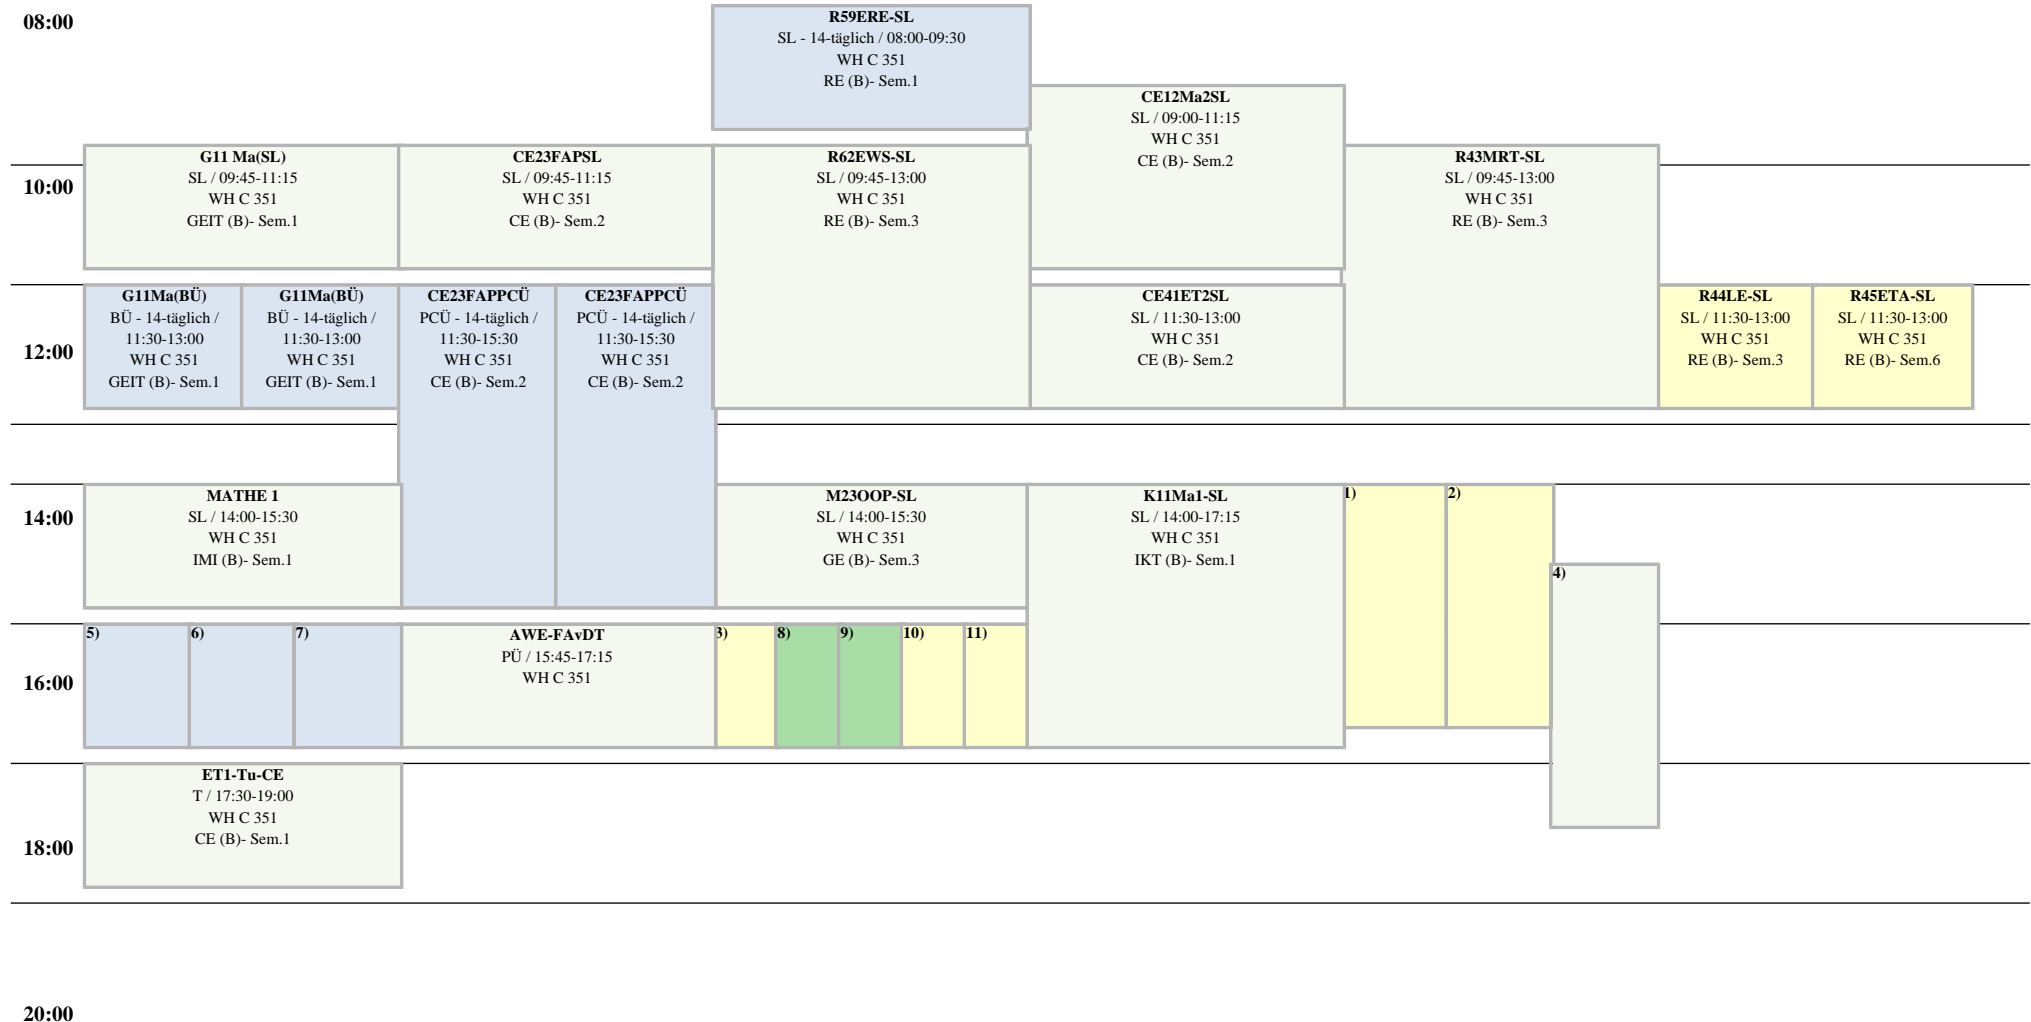 08:00
R59ERE-SL
SL - 14-täglich / 08:00-09:30
WH C 351
RE (B)- Sem.1
CE12Ma2SL
SL / 09:00-11:15
WH C 351
CE (B)- Sem.2
10:00
G11 Ma(SL)
SL / 09:45-11:15
WH C 351
GEIT (B)- Sem.1
CE23FAPSL
SL / 09:45-11:15
WH C 351
CE (B)- Sem.2
R62EWS-SL
SL / 09:45-13:00
WH C 351
RE (B)- Sem.3
R43MRT-SL
SL / 09:45-13:00
WH C 351
RE (B)- Sem.3
12:00
G11Ma(BÜ)
BÜ - 14-täglich /
11:30-13:00
WH C 351
GEIT (B)- Sem.1
G11Ma(BÜ)
BÜ - 14-täglich /
11:30-13:00
WH C 351
GEIT (B)- Sem.1
CE23FAPPCÜ
PCÜ - 14-täglich /
11:30-15:30
WH C 351
CE (B)- Sem.2
CE23FAPPCÜ
PCÜ - 14-täglich /
11:30-15:30
WH C 351
CE (B)- Sem.2
CE41ET2SL
SL / 11:30-13:00
WH C 351
CE (B)- Sem.2
R44LE-SL
SL / 11:30-13:00
WH C 351
RE (B)- Sem.3
R45ETA-SL
SL / 11:30-13:00
WH C 351
RE (B)- Sem.6
14:00
MATHE 1
SL / 14:00-15:30
WH C 351
IMI (B)- Sem.1
M23OOP-SL
SL / 14:00-15:30
WH C 351
GE (B)- Sem.3
K11Ma1-SL
SL / 14:00-17:15
WH C 351
IKT (B)- Sem.1
1)
2)
4)
16:00
5)
6)
7)
AWE-FAvDT
PÜ / 15:45-17:15
WH C 351
3)
8)
9)
10)
11)
18:00
ET1-Tu-CE
T / 17:30-19:00
WH C 351
CE (B)- Sem.1
20:00